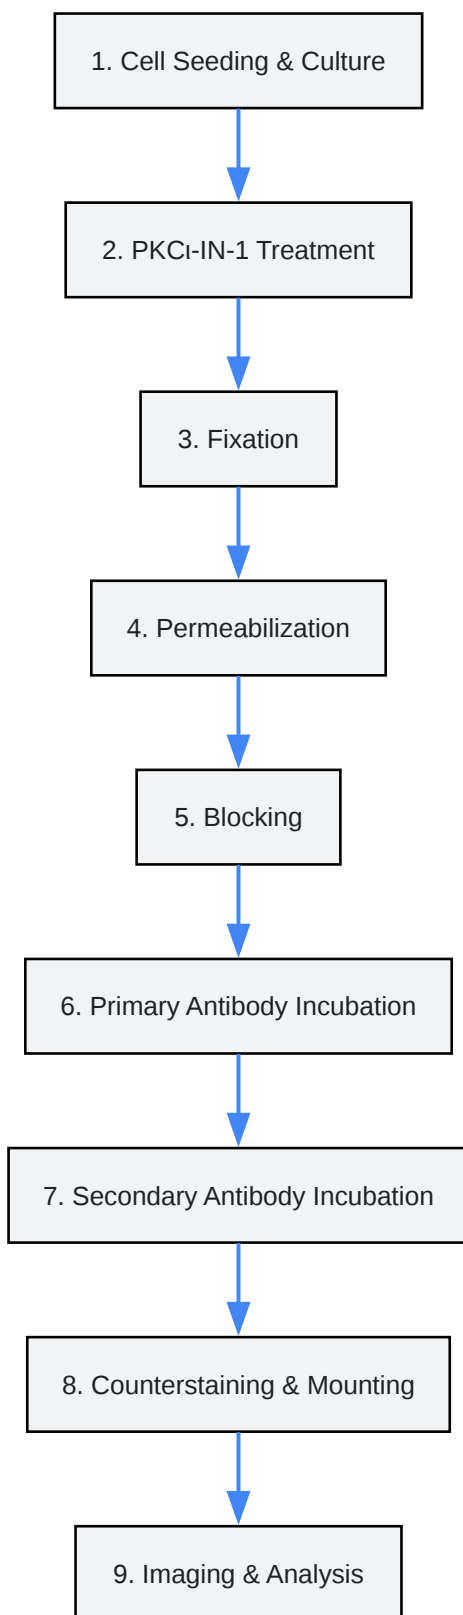 1. Cell Seeding & Culture
2. PKCι-IN-1 Treatment
3. Fixation
4. Permeabilization
5. Blocking
6. Primary Antibody Incubation
7. Secondary Antibody Incubation
8. Counterstaining & Mounting
9. Imaging & Analysis